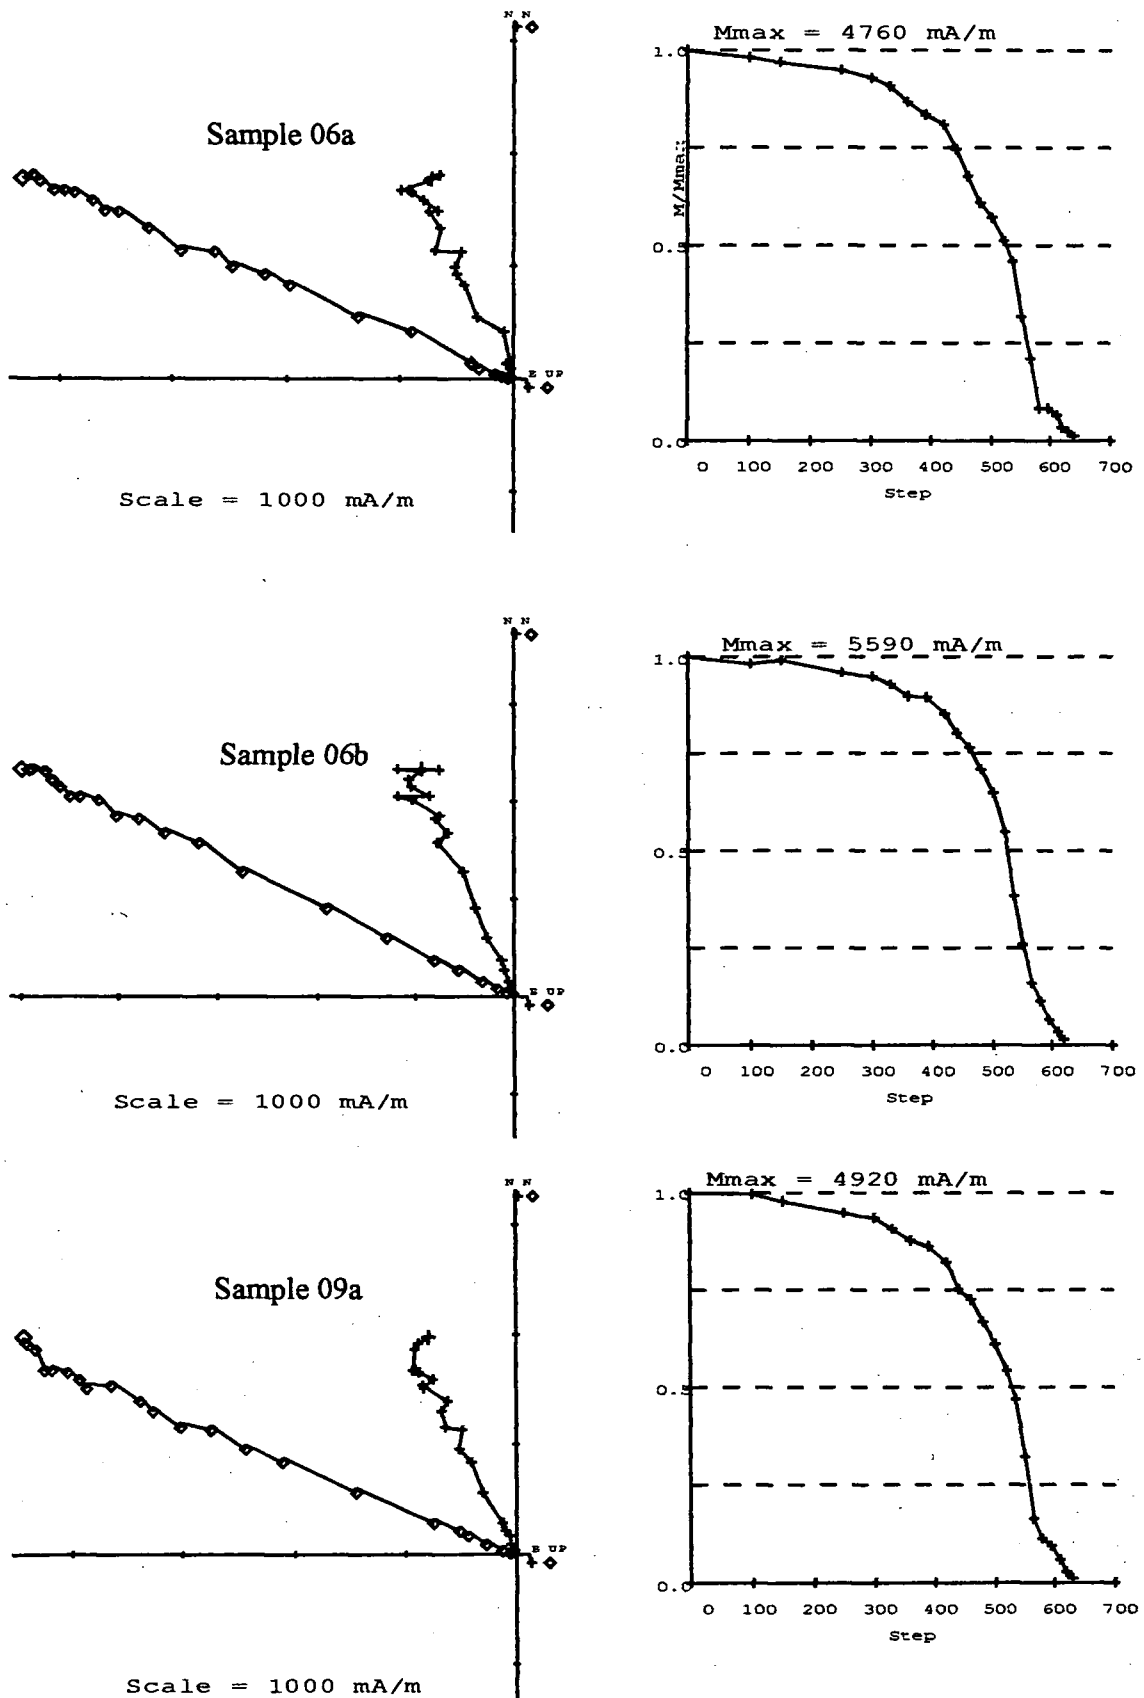 N N
Sample 06a
E UP
Scale = 1000 mA/m
Mmax = 4760 mA/m
1.0
M/Mmax
0.5
0.0
0 100 200 300 400 500 600 700
Step
N N
Sample 06b
E UP
Scale = 1000 mA/m
Mmax = 5590 mA/m
1.0
0.5
0.0
0 100 200 300 400 500 600 700
Step
N N
Sample 09a
E UP
Scale = 1000 mA/m
Mmax = 4920 mA/m
1.0
0.5
0.0
0 100 200 300 400 500 600 700
Step